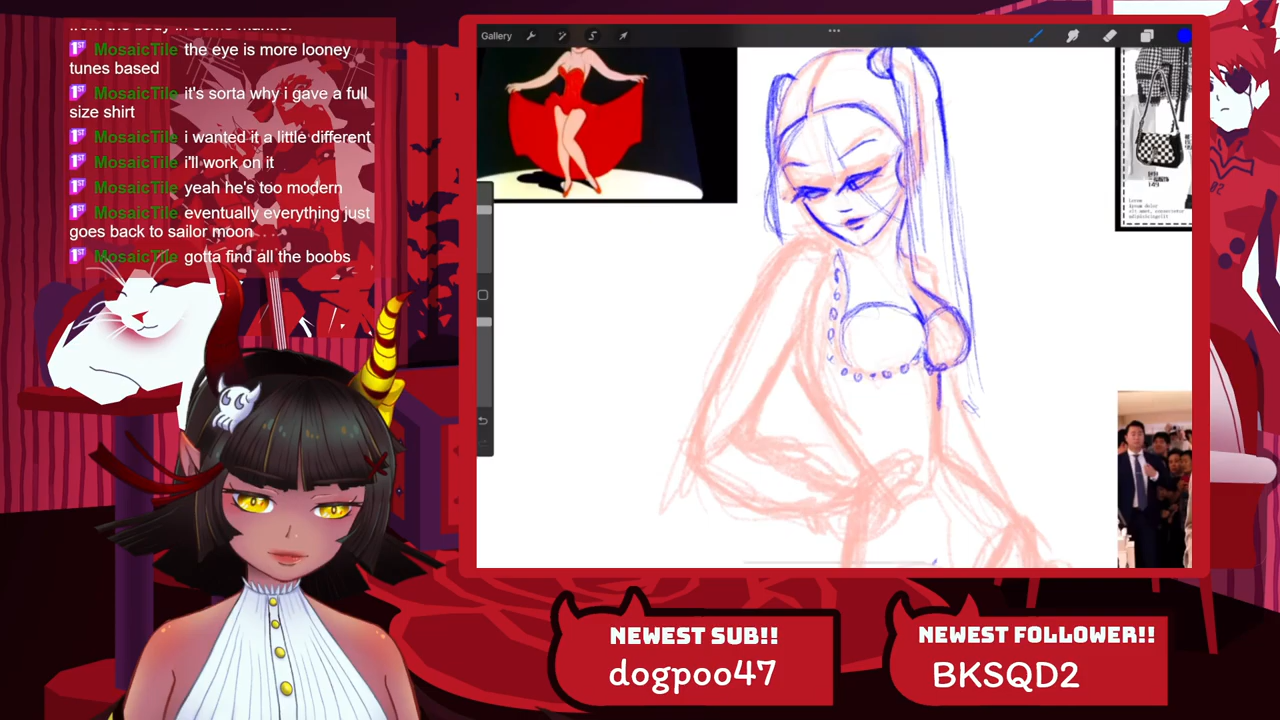 MosaicTile the eye is more looney
tunes based
MosaicTile it's sorta why i gave a full
size shirt
MosaicTile i wanted it a little different
MosaicTile i'll work on it
MosaicTile yeah he's too modern
MosaicTile eventually everything just
goes back to sailor moon
MosaicTile gotta find all the boobs
Gallery
NEWEST SUB!!
dogpoo47
NEWEST FOLLOWER!!
BKSQD2